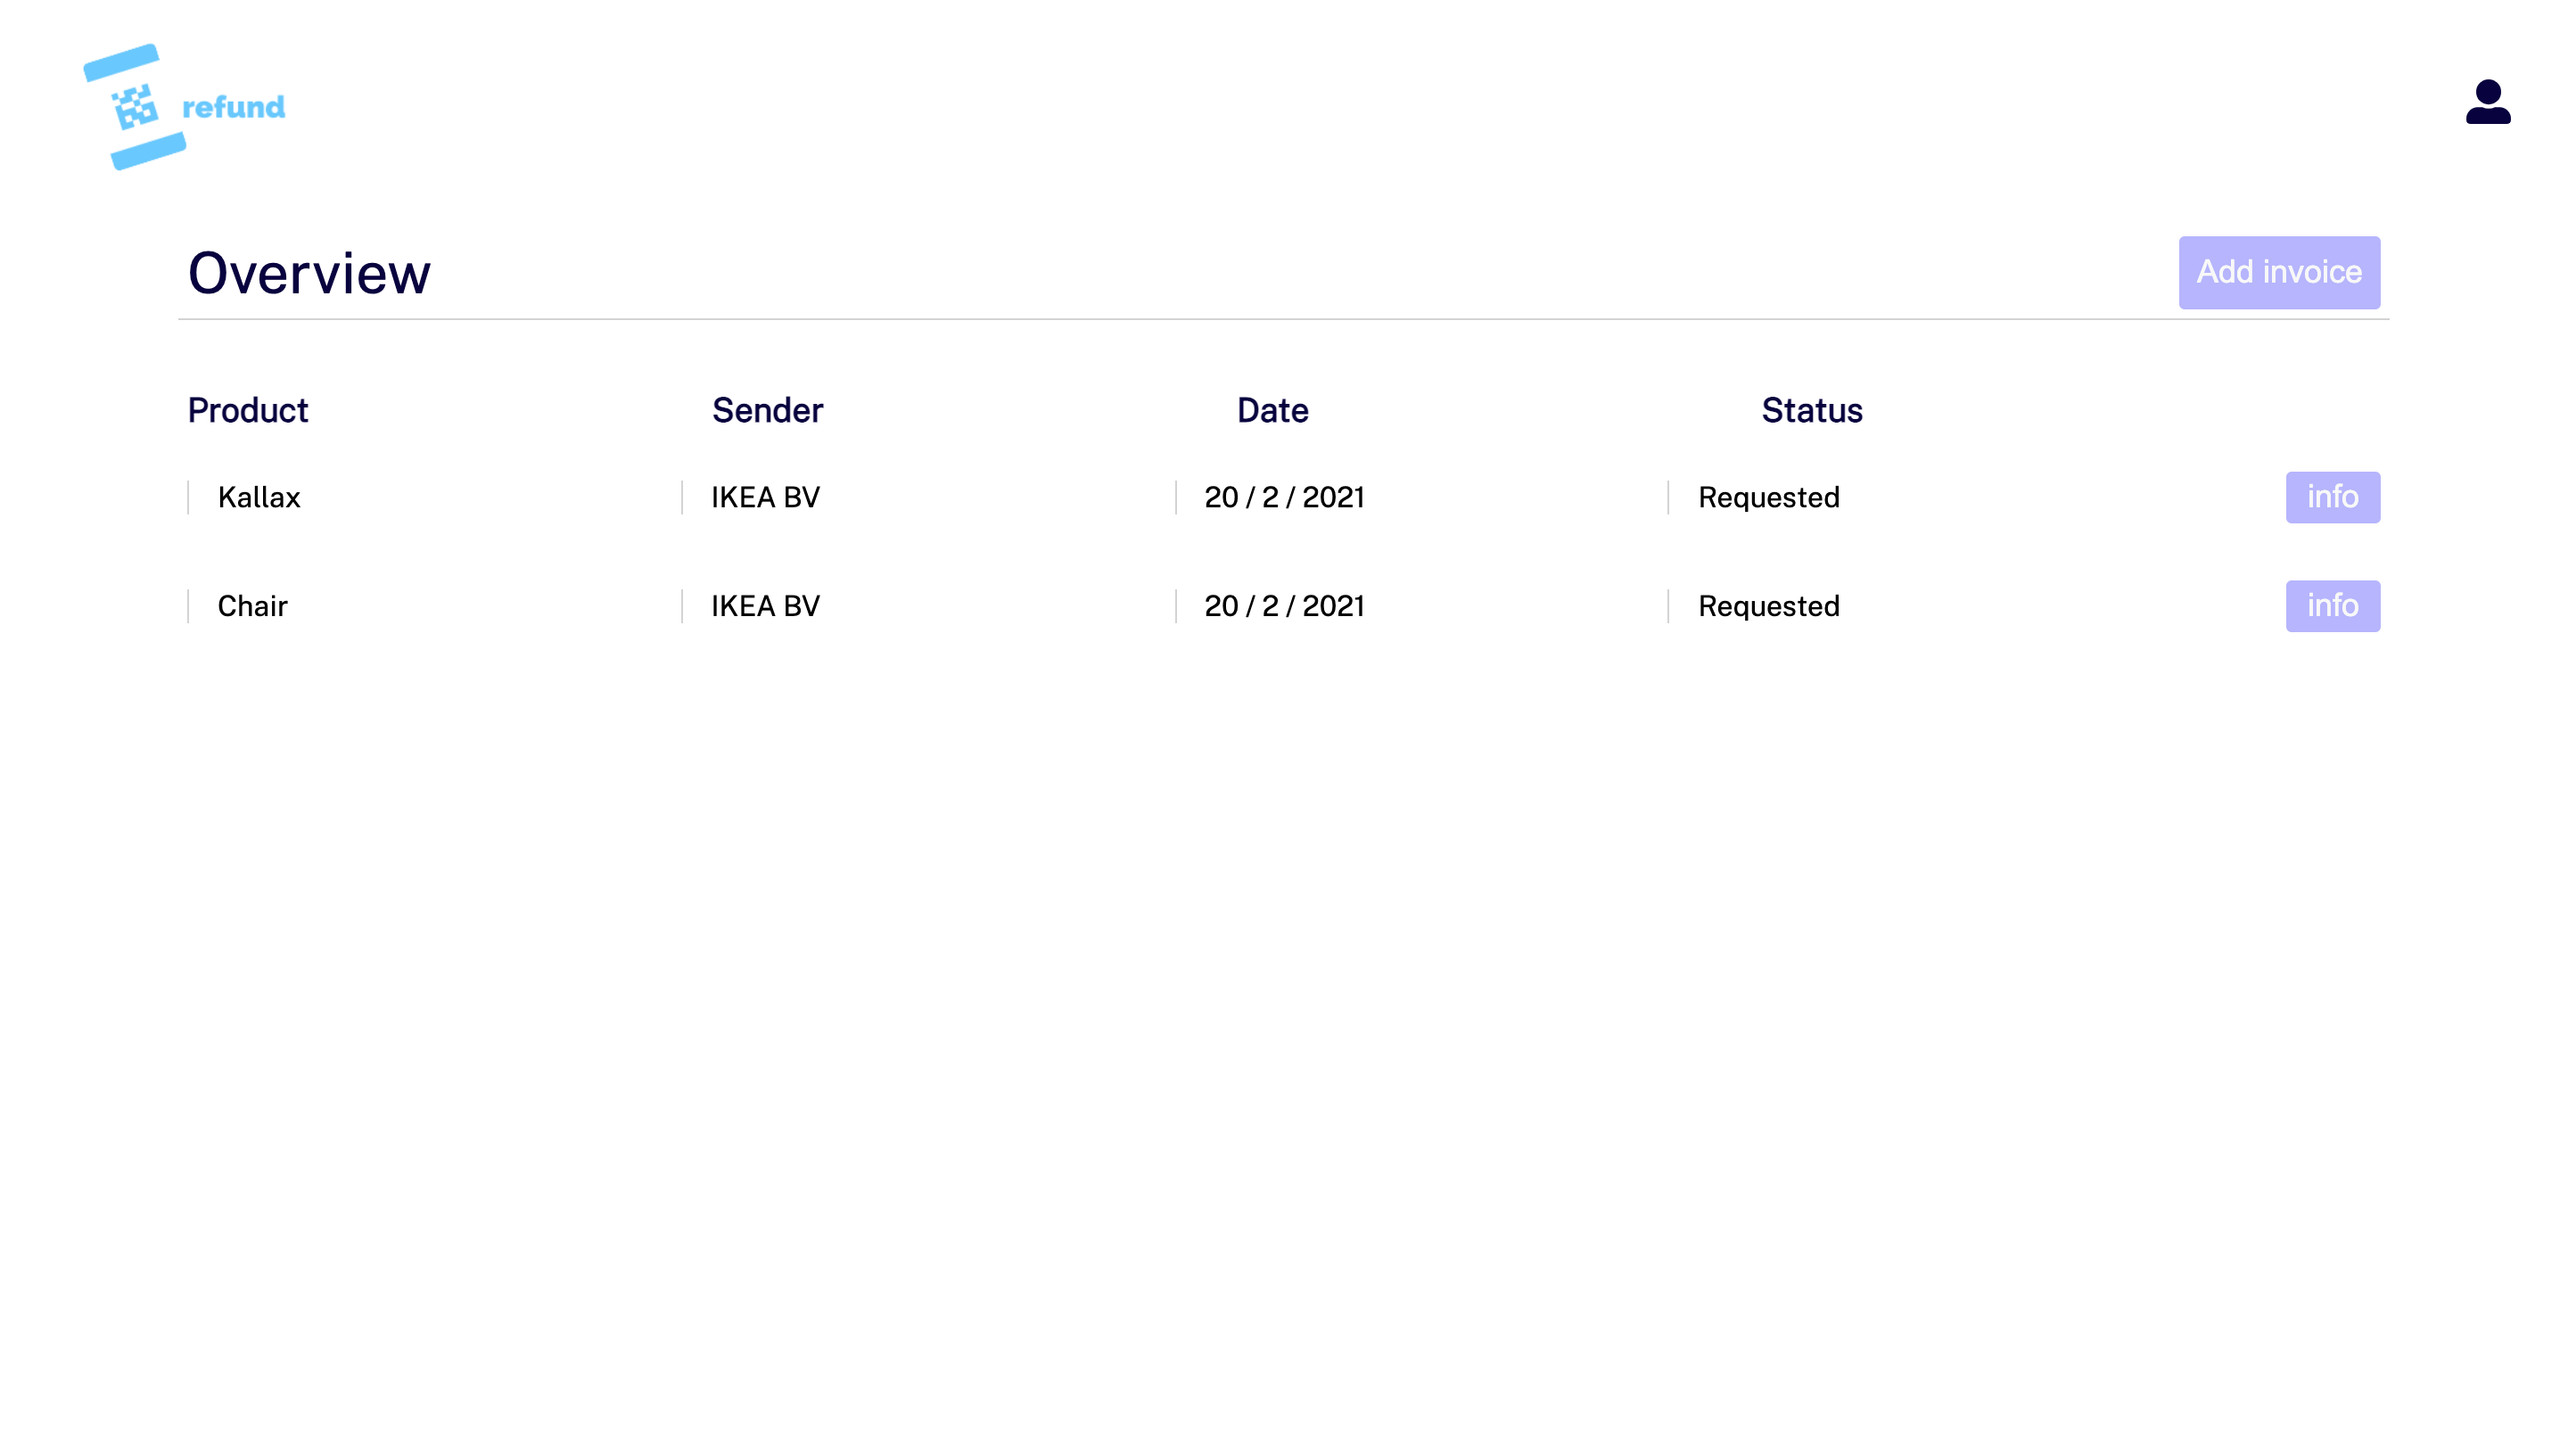 refund
Overview
Add invoice
Product Sender Date Status
Kallax IKEA BV 20 / 2 / 2021 Requested info
Chair IKEA BV 20 / 2 / 2021 Requested info